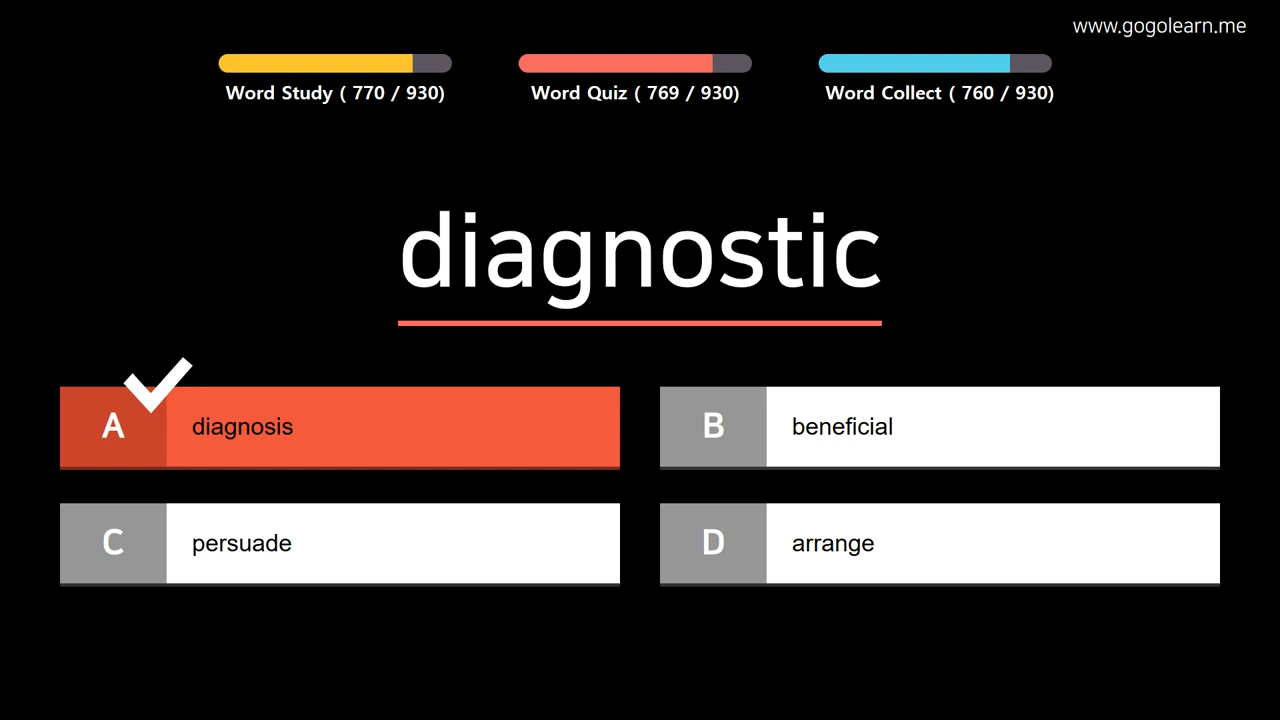 www.gogolearn.me
Word Study ( 770 / 930)
Word Quiz ( 769 / 930)
Word Collect ( 760 / 930)
diagnostic
A diagnosis
B beneficial
C persuade
D arrange